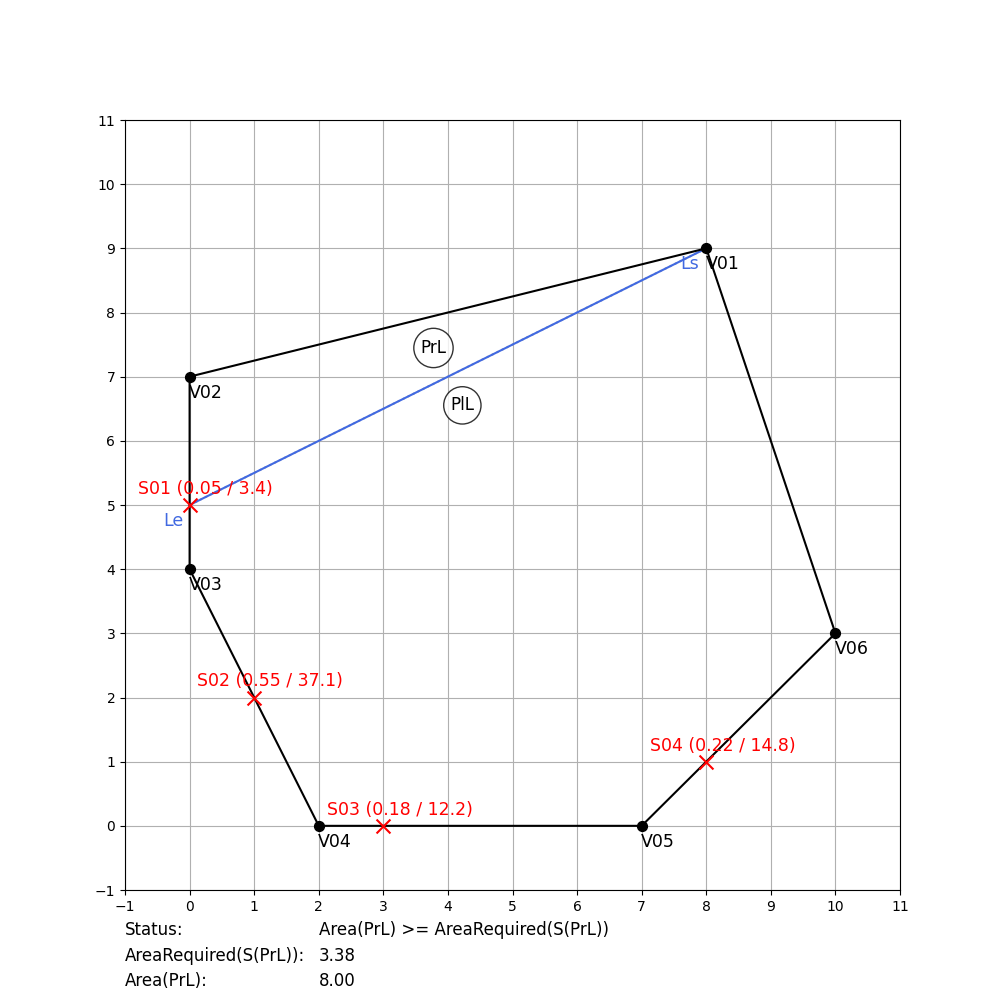 11
10
9
8
7
6
5
4
3
2
1
0
−1
Ls
V01
PrL
V02
PlL
S01 (0.05 / 3.4)
Le
V03
V06
S02 (0.55 / 37.1)
S04 (0.22 / 14.8)
S03 (0.18 / 12.2)
V04
V05
−1 0 1 2 3 4 5 6 7 8 9 10 11
Status: Area(PrL) >= AreaRequired(S(PrL))
AreaRequired(S(PrL)): 3.38
Area(PrL): 8.00